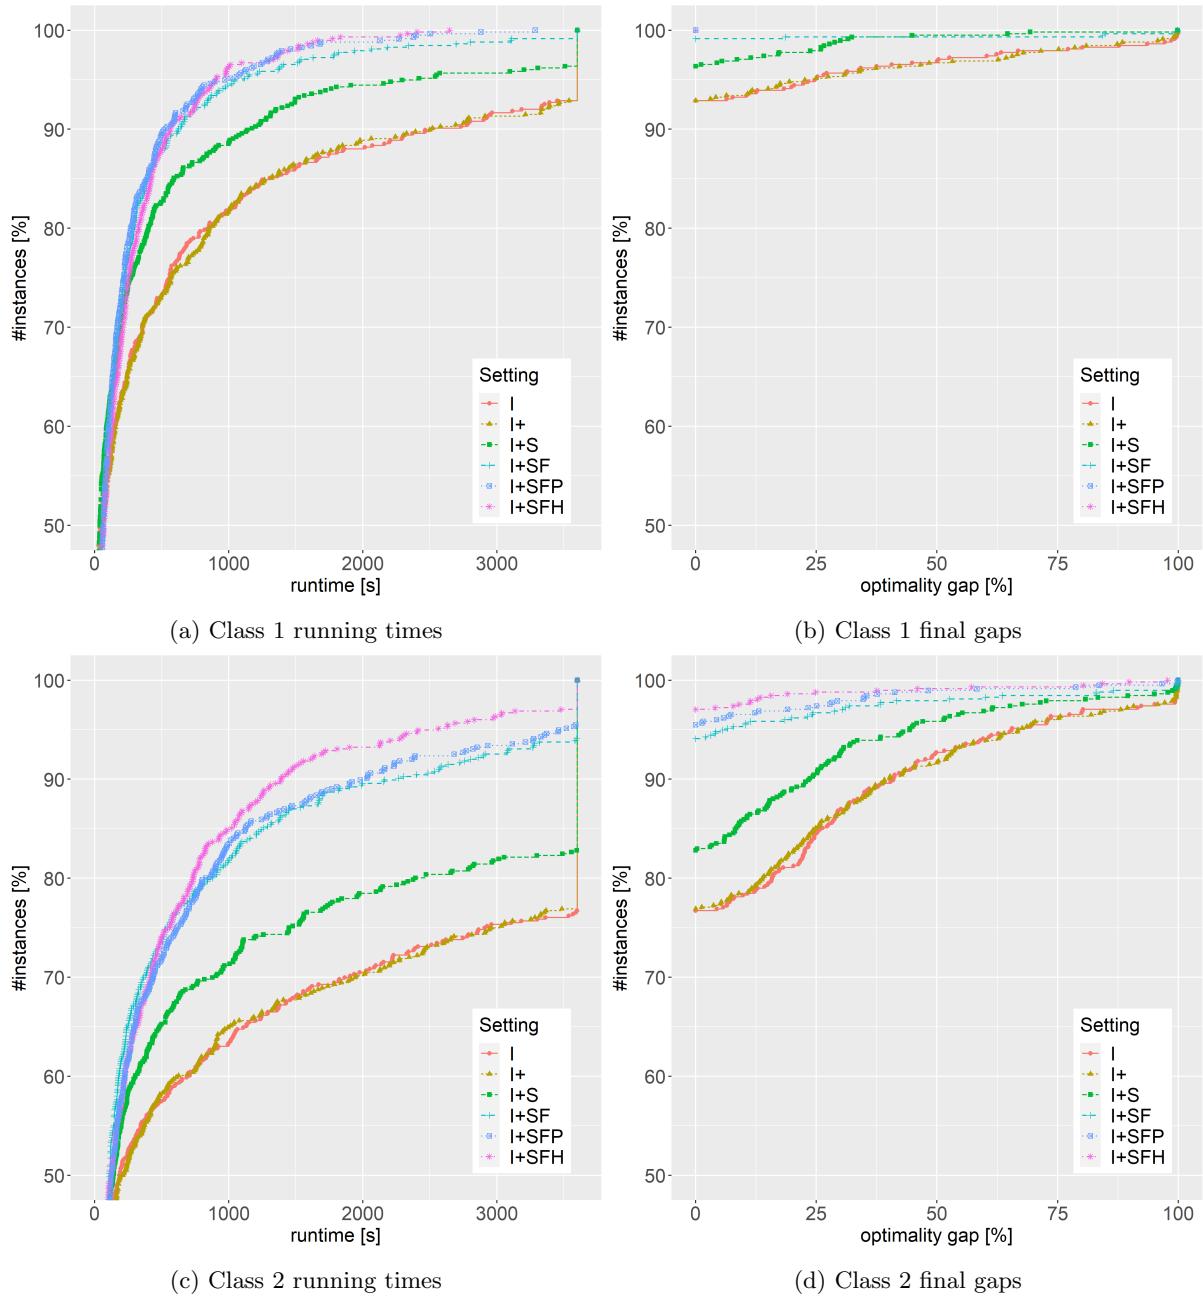 100
90
80
70
60
50
#instances [%]
0
1000
2000
3000
runtime [s]
Setting
I
I+
I+S
I+SF
I+SFP
I+SFH
(a) Class 1 running times
100
90
80
70
60
50
#instances [%]
0
25
50
75
100
optimality gap [%]
Setting
I
I+
I+S
I+SF
I+SFP
I+SFH
(b) Class 1 final gaps
100
90
80
70
60
50
#instances [%]
0
1000
2000
3000
runtime [s]
Setting
I
I+
I+S
I+SF
I+SFP
I+SFH
(c) Class 2 running times
100
90
80
70
60
50
#instances [%]
0
25
50
75
100
optimality gap [%]
Setting
I
I+
I+S
I+SF
I+SFP
I+SFH
(d) Class 2 final gaps